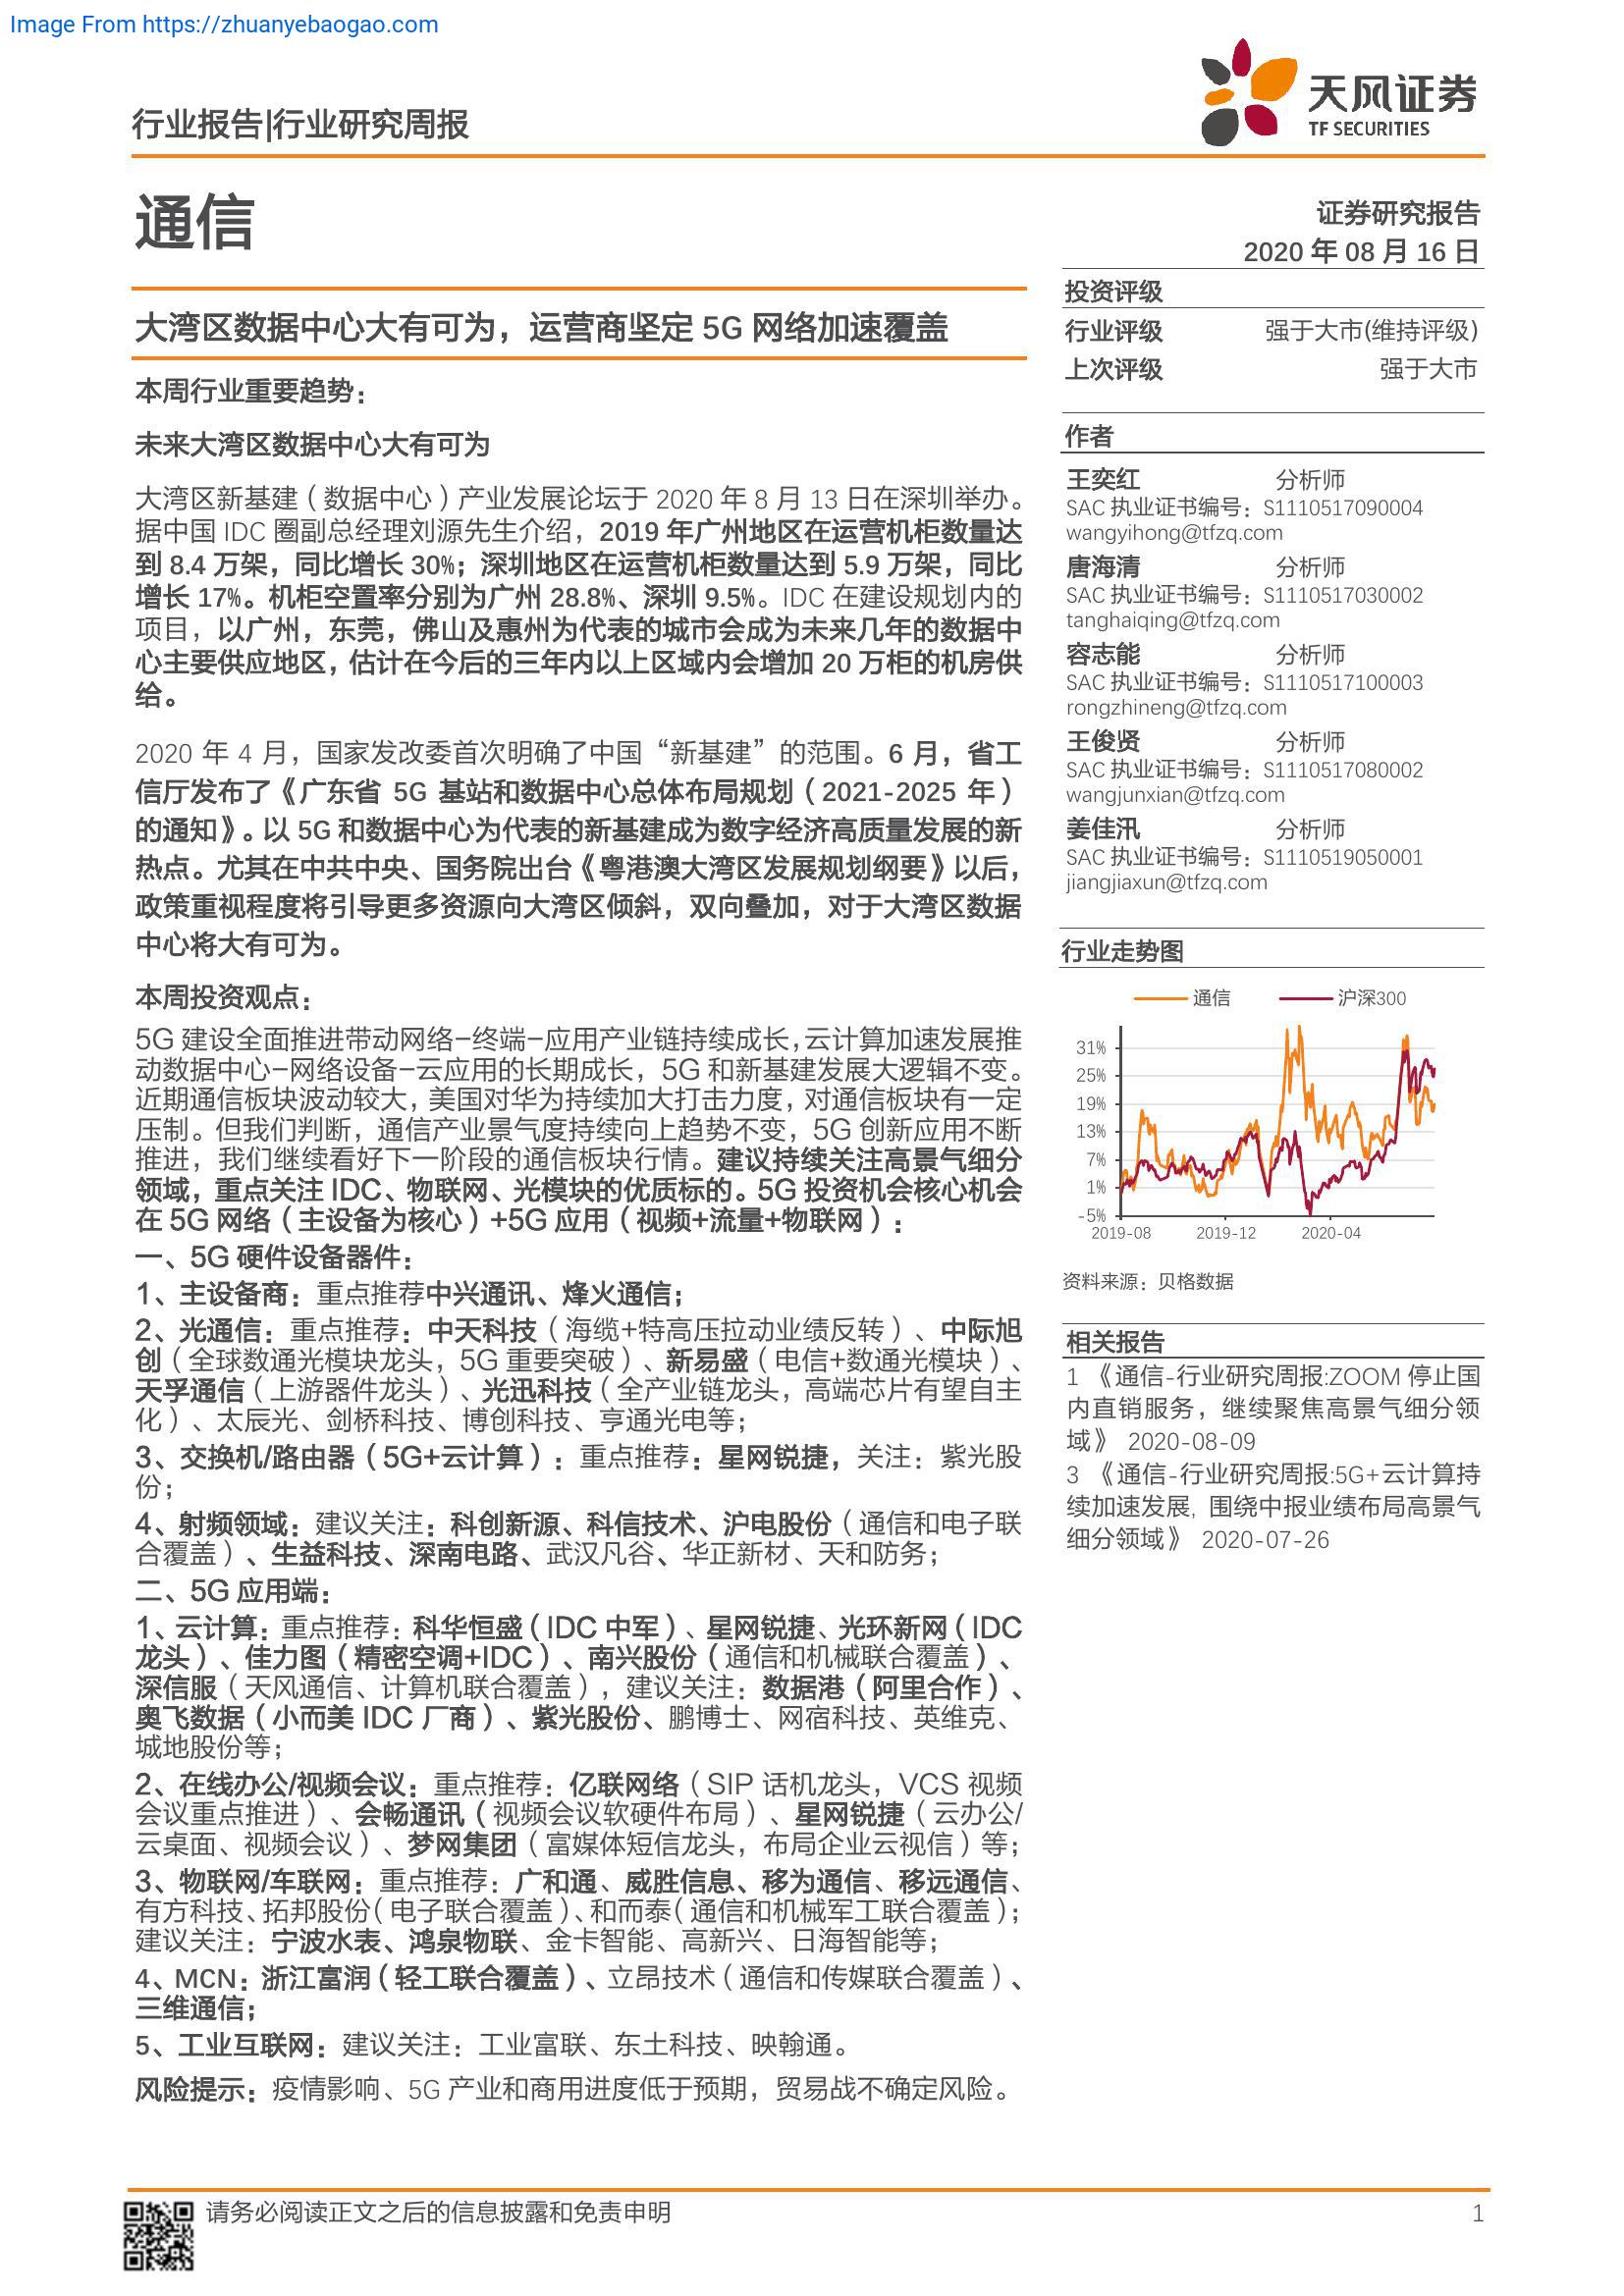 Image From https://zhuanyebaogao.com
行业报告|行业研究周报
天风证券
TF SECURITIES
通信
证券研究报告
2020 年 08 月 16 日
大湾区数据中心大有可为，运营商坚定 5G 网络加速覆盖
本周行业重要趋势：
未来大湾区数据中心大有可为
大湾区新基建（数据中心）产业发展论坛于 2020 年 8 月 13 日在深圳举办。
据中国 IDC 圈副总经理刘源先生介绍，2019 年广州地区在运营机柜数量达
到 8.4 万架，同比增长 30%；深圳地区在运营机柜数量达到 5.9 万架，同比
增长 17%。机柜空置率分别为广州 28.8%、深圳 9.5%。IDC 在建设规划内的
项目，以广州，东莞，佛山及惠州为代表的城市会成为未来几年的数据中
心主要供应地区，估计在今后的三年内以上区域内会增加 20 万柜的机房供
给。
2020 年 4 月，国家发改委首次明确了中国“新基建”的范围。6 月，省工
信厅发布了《广东省 5G 基站和数据中心总体布局规划（2021-2025 年）
的通知》。以 5G 和数据中心为代表的新基建成为数字经济高质量发展的新
热点。尤其在中共中央、国务院出台《粤港澳大湾区发展规划纲要》以后，
政策重视程度将引导更多资源向大湾区倾斜，双向叠加，对于大湾区数据
中心将大有可为。
本周投资观点：
5G 建设全面推进带动网络-终端-应用产业链持续成长，云计算加速发展推
动数据中心-网络设备-云应用的长期成长，5G 和新基建发展大逻辑不变。
近期通信板块波动较大，美国对华为持续加大打击力度，对通信板块有一定
压制。但我们判断，通信产业景气度持续向上趋势不变，5G 创新应用不断
推进，我们继续看好下一阶段的通信板块行情。建议持续关注高景气细分
领域，重点关注 IDC、物联网、光模块的优质标的。5G 投资机会核心机会
在 5G 网络（主设备为核心）+5G 应用（视频+流量+物联网）：
一、5G 硬件设备器件：
1、主设备商：重点推荐中兴通讯、烽火通信；
2、光通信：重点推荐：中天科技（海缆+特高压拉动业绩反转）、中际旭
创（全球数通光模块龙头，5G 重要突破）、新易盛（电信+数通光模块）、
天孚通信（上游器件龙头）、光迅科技（全产业链龙头，高端芯片有望自主
化）、太辰光、剑桥科技、博创科技、亨通光电等；
3、交换机/路由器（5G+云计算）：重点推荐：星网锐捷，关注：紫光股
份；
4、射频领域：建议关注：科创新源、科信技术、沪电股份（通信和电子联
合覆盖）、生益科技、深南电路、武汉凡谷、华正新材、天和防务；
二、5G 应用端：
1、云计算：重点推荐：科华恒盛（IDC 中军）、星网锐捷、光环新网（IDC
龙头）、佳力图（精密空调+IDC）、南兴股份（通信和机械联合覆盖）、
深信服（天风通信、计算机联合覆盖），建议关注：数据港（阿里合作）、
奥飞数据（小而美 IDC 厂商）、紫光股份、鹏博士、网宿科技、英维克、
城地股份等；
2、在线办公/视频会议：重点推荐：亿联网络（SIP 话机龙头，VCS 视频
会议重点推进）、会畅通讯（视频会议软硬件布局）、星网锐捷（云办公/
云桌面、视频会议）、梦网集团（富媒体短信龙头，布局企业云视信）等；
3、物联网/车联网：重点推荐：广和通、威胜信息、移为通信、移远通信、
有方科技、拓邦股份（电子联合覆盖）、和而泰（通信和机械军工联合覆盖）；
建议关注：宁波水表、鸿泉物联、金卡智能、高新兴、日海智能等；
4、MCN：浙江富润（轻工联合覆盖）、立昂技术（通信和传媒联合覆盖）、
三维通信；
5、工业互联网：建议关注：工业富联、东土科技、映翰通。
风险提示：疫情影响、5G 产业和商用进度低于预期，贸易战不确定风险。
投资评级
行业评级 强于大市(维持评级)
上次评级 强于大市
作者
王奕红 分析师
SAC 执业证书编号：S1110517090004
wangyihong@tfzq.com
唐海清 分析师
SAC 执业证书编号：S1110517030002
tanghaiqing@tfzq.com
容志能 分析师
SAC 执业证书编号：S1110517100003
rongzhineng@tfzq.com
王俊贤 分析师
SAC 执业证书编号：S1110517080002
wangjunxian@tfzq.com
姜佳汛 分析师
SAC 执业证书编号：S1110519050001
jiangjiaxun@tfzq.com
行业走势图
通信 沪深300
31%
25%
19%
13%
7%
1%
-5%
2019-08 2019-12 2020-04
资料来源：贝格数据
相关报告
1 《通信-行业研究周报:ZOOM 停止国
内直销服务，继续聚焦高景气细分领
域》 2020-08-09
3 《通信-行业研究周报:5G+云计算持
续加速发展, 围绕中报业绩布局高景气
细分领域》 2020-07-26
请务必阅读正文之后的信息披露和免责申明
1